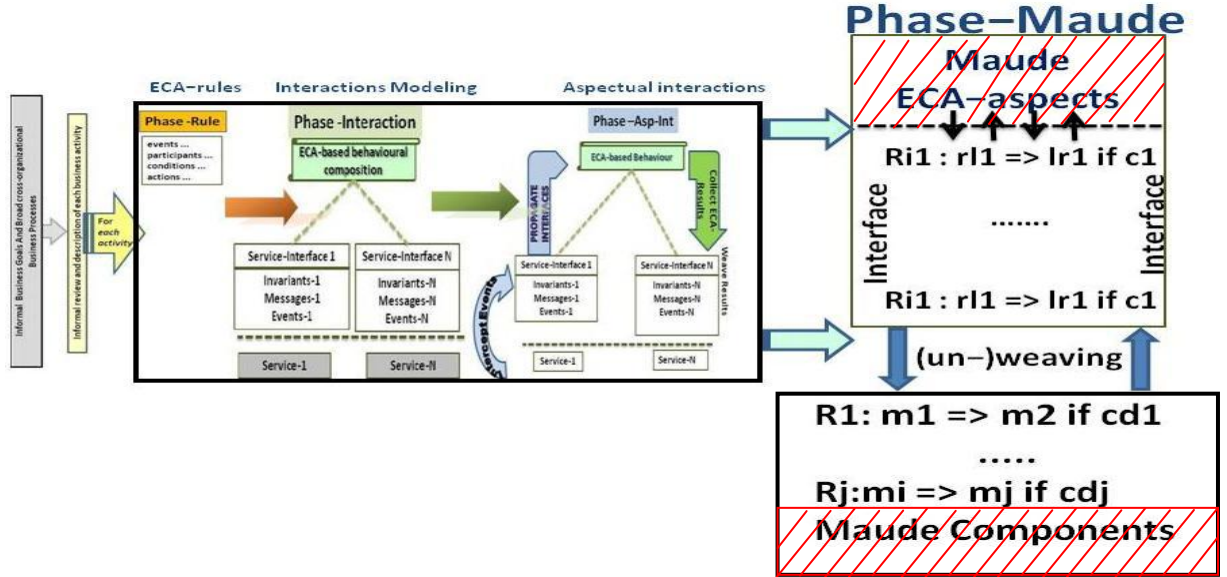 Phase–Maude
Maude
ECA–aspects
Ri1 : rl1 => lr1 if c1
.......
Interface
Interface
Ri1 : rl1 => lr1 if c1
(un–)weaving
R1: m1 => m2 if cd1
.....
Rj:mi => mj if cdj
Maude Components
ECA–rules
Interactions Modeling
Aspectual interactions
Informal Business Goals And Broad cross-organizational
Business Processes
Informal review and description of each business activity
For
each
activity
Phase -Rule
events ...
participants ...
conditions ...
actions ...
Phase -Interaction
ECA-based behavioural
composition
Service-Interface 1
Invariants-1
Messages-1
Events-1
Service-Interface N
Invariants-N
Messages-N
Events-N
Service-1
Service-N
Phase –Asp-Int
ECA-based Behaviour
PROPAGATE
INTERFACES
Collect ECA-
Results
Weave Results
Intercept Events
Service-Interface 1
Invariants-1
Messages-1
Events-1
Service-Interface N
Invariants-N
Messages-N
Events-N
Service-1
Service-N